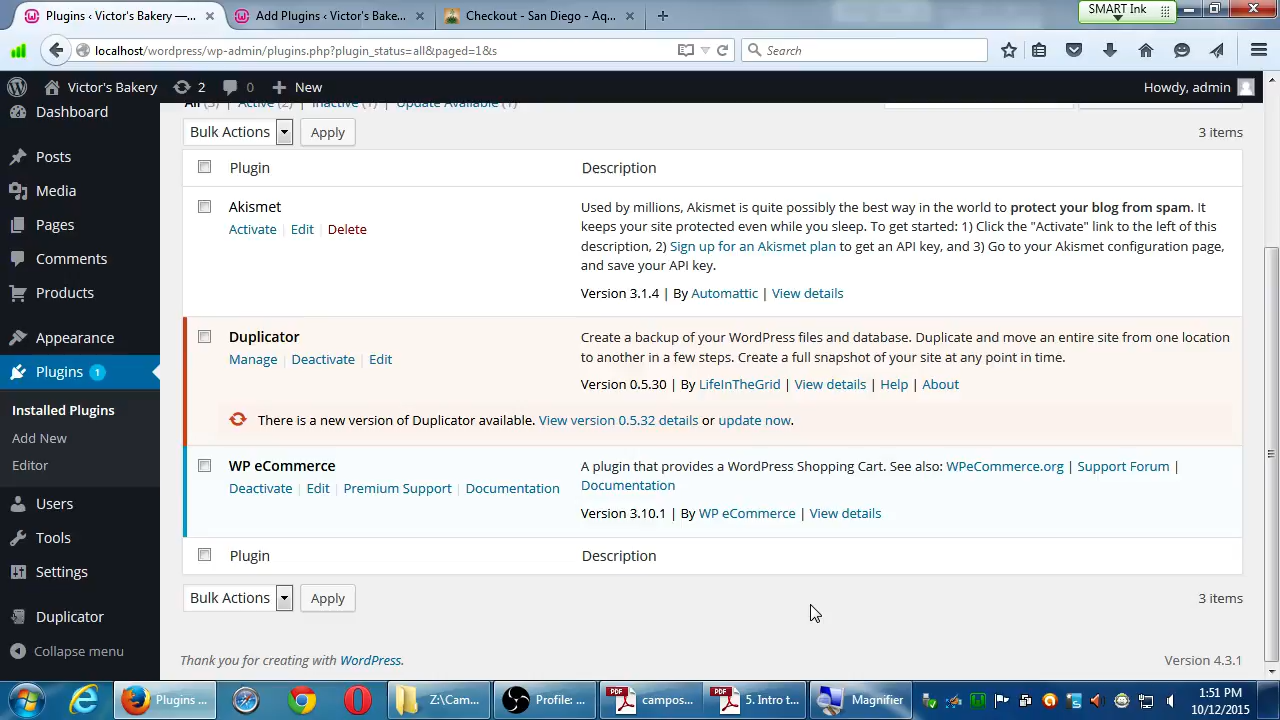 Plugins ‹ Victor's Bakery —...
Add Plugins ‹ Victor's Bake...
Checkout - San Diego - Aq...
SMART Ink
localhost/wordpress/wp-admin/plugins.php?plugin_status=all&paged=1&s
Search
Victor's Bakery
2
0
New
Howdy, admin
Dashboard
Posts
Media
Pages
Comments
Products
Appearance
Plugins 1
Installed Plugins
Add New
Editor
Users
Tools
Settings
Duplicator
Collapse menu
All (3) | Active (2) | Inactive (1) | Update Available (1)
Bulk Actions
Apply
3 items
Plugin
Description
Akismet
Activate | Edit | Delete
Used by millions, Akismet is quite possibly the best way in the world to protect your blog from spam. It
keeps your site protected even while you sleep. To get started: 1) Click the "Activate" link to the left of this
description, 2) Sign up for an Akismet plan to get an API key, and 3) Go to your Akismet configuration page,
and save your API key.
Version 3.1.4 | By Automattic | View details
Duplicator
Manage | Deactivate | Edit
Create a backup of your WordPress files and database. Duplicate and move an entire site from one location
to another in a few steps. Create a full snapshot of your site at any point in time.
Version 0.5.30 | By LifeInTheGrid | View details | Help | About
There is a new version of Duplicator available. View version 0.5.32 details or update now.
WP eCommerce
Deactivate | Edit | Premium Support | Documentation
A plugin that provides a WordPress Shopping Cart. See also: WPeCommerce.org | Support Forum |
Documentation
Version 3.10.1 | By WP eCommerce | View details
Plugin
Description
Bulk Actions
Apply
3 items
Thank you for creating with WordPress.
Version 4.3.1
Plugins ...
Z:\Cam...
Profile: ...
PDF
campos...
PDF
5. Intro t...
Magnifier
1:51 PM
10/12/2015